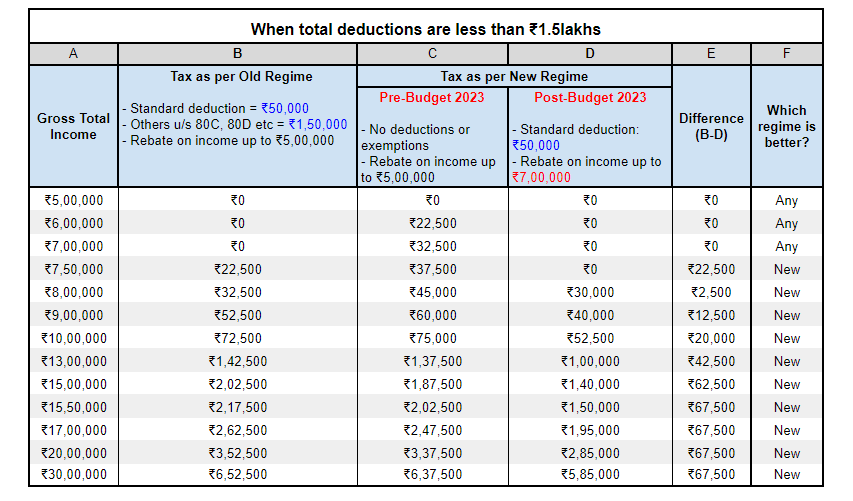 When total deductions are less than ₹1.5lakhs
A B C D E F
Gross Total
Income
Tax as per Old Regime
- Standard deduction = ₹50,000
- Others u/s 80C, 80D etc = ₹1,50,000
- Rebate on income up to ₹5,00,000
Tax as per New Regime
Pre-Budget 2023
- No deductions or
exemptions
- Rebate on income up
to ₹5,00,000
Post-Budget 2023
- Standard deduction:
₹50,000
- Rebate on income up to
₹7,00,000
Difference
(B-D)
Which
regime is
better?
₹5,00,000 ₹0 ₹0 ₹0 ₹0 Any
₹6,00,000 ₹0 ₹22,500 ₹0 ₹0 Any
₹7,00,000 ₹0 ₹32,500 ₹0 ₹0 Any
₹7,50,000 ₹22,500 ₹37,500 ₹0 ₹22,500 New
₹8,00,000 ₹32,500 ₹45,000 ₹30,000 ₹2,500 New
₹9,00,000 ₹52,500 ₹60,000 ₹40,000 ₹12,500 New
₹10,00,000 ₹72,500 ₹75,000 ₹52,500 ₹20,000 New
₹13,00,000 ₹1,42,500 ₹1,37,500 ₹1,00,000 ₹42,500 New
₹15,00,000 ₹2,02,500 ₹1,87,500 ₹1,40,000 ₹62,500 New
₹15,50,000 ₹2,17,500 ₹2,02,500 ₹1,50,000 ₹67,500 New
₹17,00,000 ₹2,62,500 ₹2,47,500 ₹1,95,000 ₹67,500 New
₹20,00,000 ₹3,52,500 ₹3,37,500 ₹2,85,000 ₹67,500 New
₹30,00,000 ₹6,52,500 ₹6,37,500 ₹5,85,000 ₹67,500 New